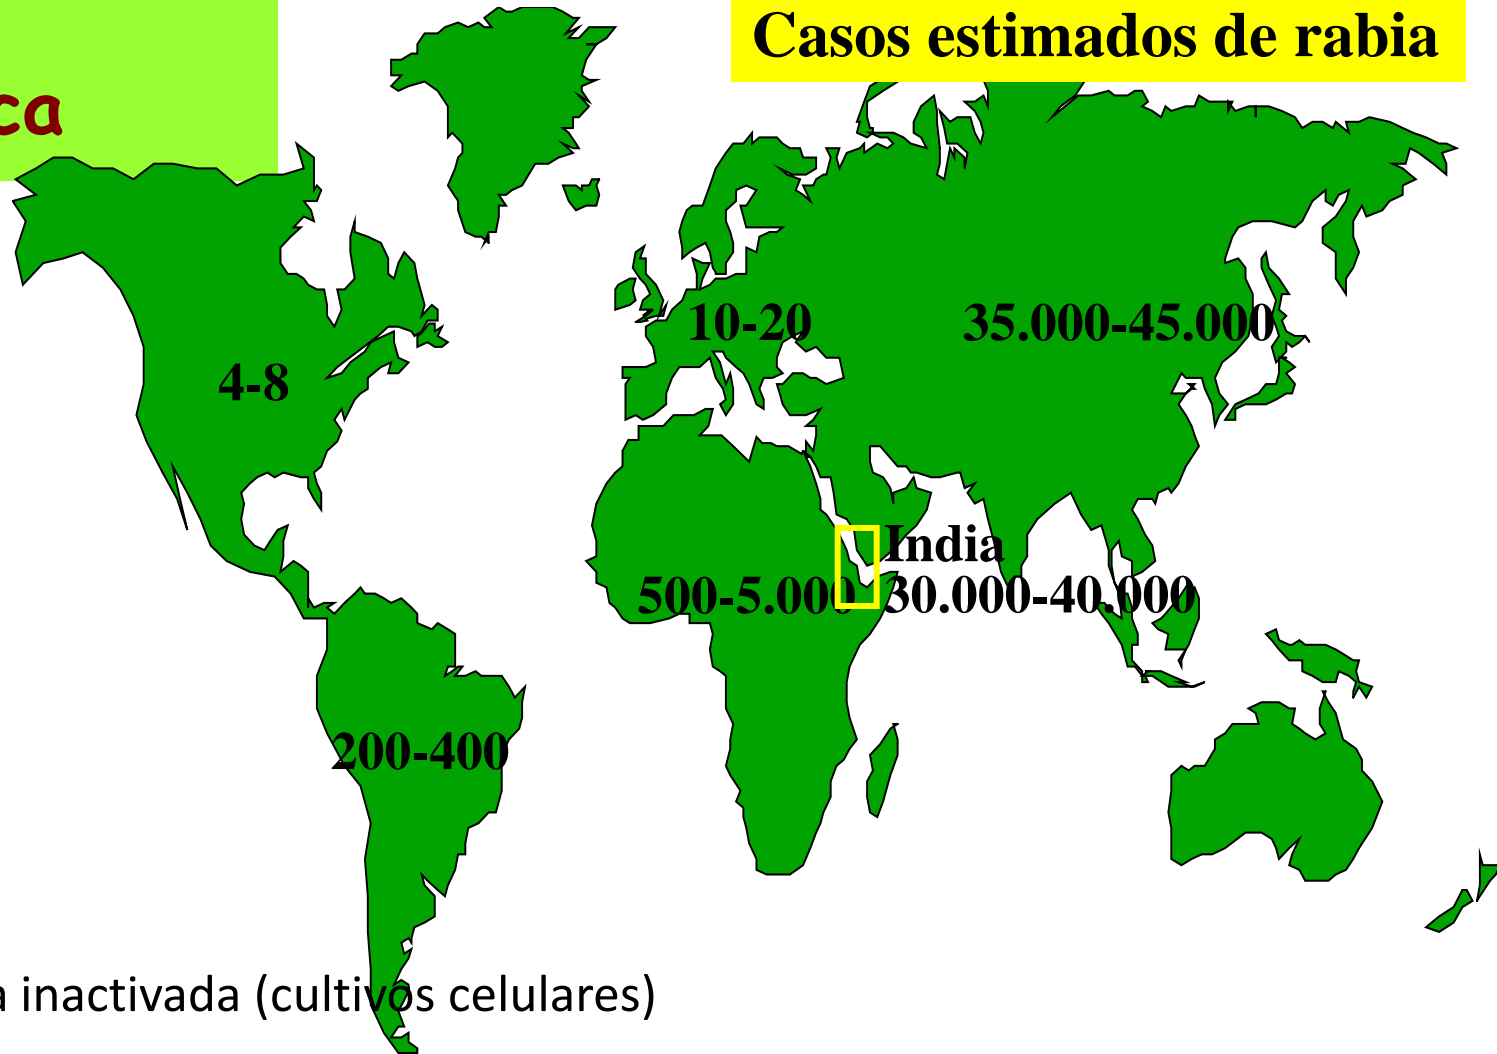 Casos estimados de rabia
ca
10-20
35.000-45.000
4-8
India
500-5.000
30.000-40.000
200-400
a inactivada (cultivos celulares)